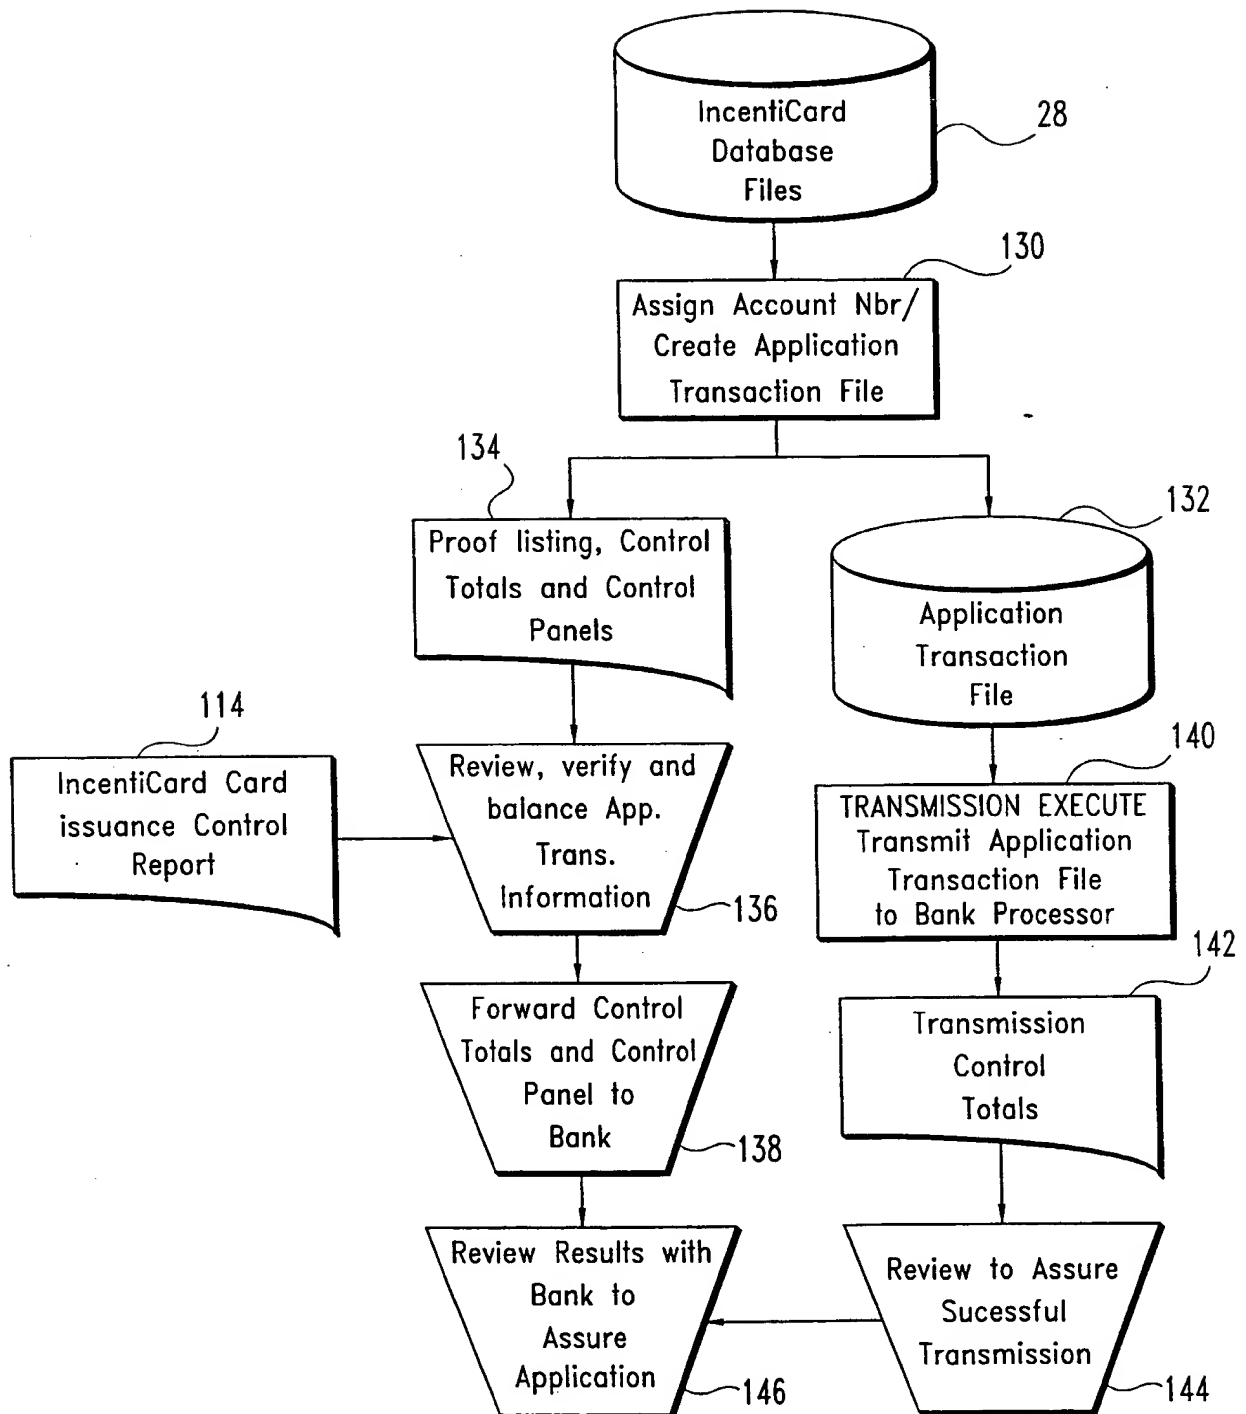 IncentiCard
Database
Files
28
130
Assign Account Nbr/
Create Application
Transaction File
134
Proof listing, Control
Totals and Control
Panels
132
Application
Transaction
File
114
IncentiCard Card
issuance Control
Report
Review, verify and
balance App.
Trans.
Information
136
140
TRANSMISSION EXECUTE
Transmit Application
Transaction File
to Bank Processor
Forward Control
Totals and Control
Panel to
Bank
138
142
Transmission
Control
Totals
Review Results with
Bank to
Assure
Application
146
Review to Assure
Sucessful
Transmission
144